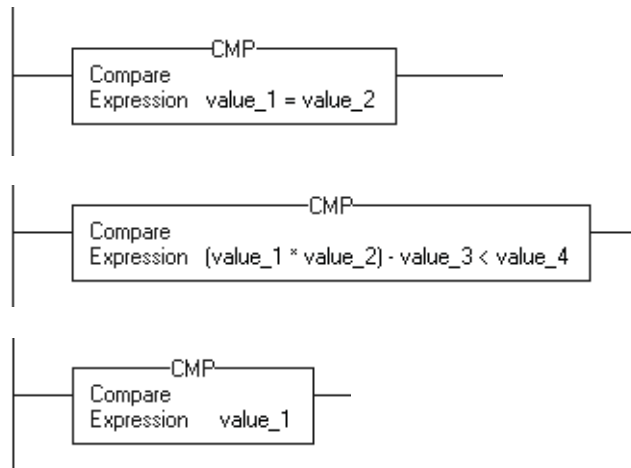 CMP
Compare
Expression value_1 = value_2
CMP
Compare
Expression (value_1 * value_2) - value_3 < value_4
CMP
Compare
Expression value_1